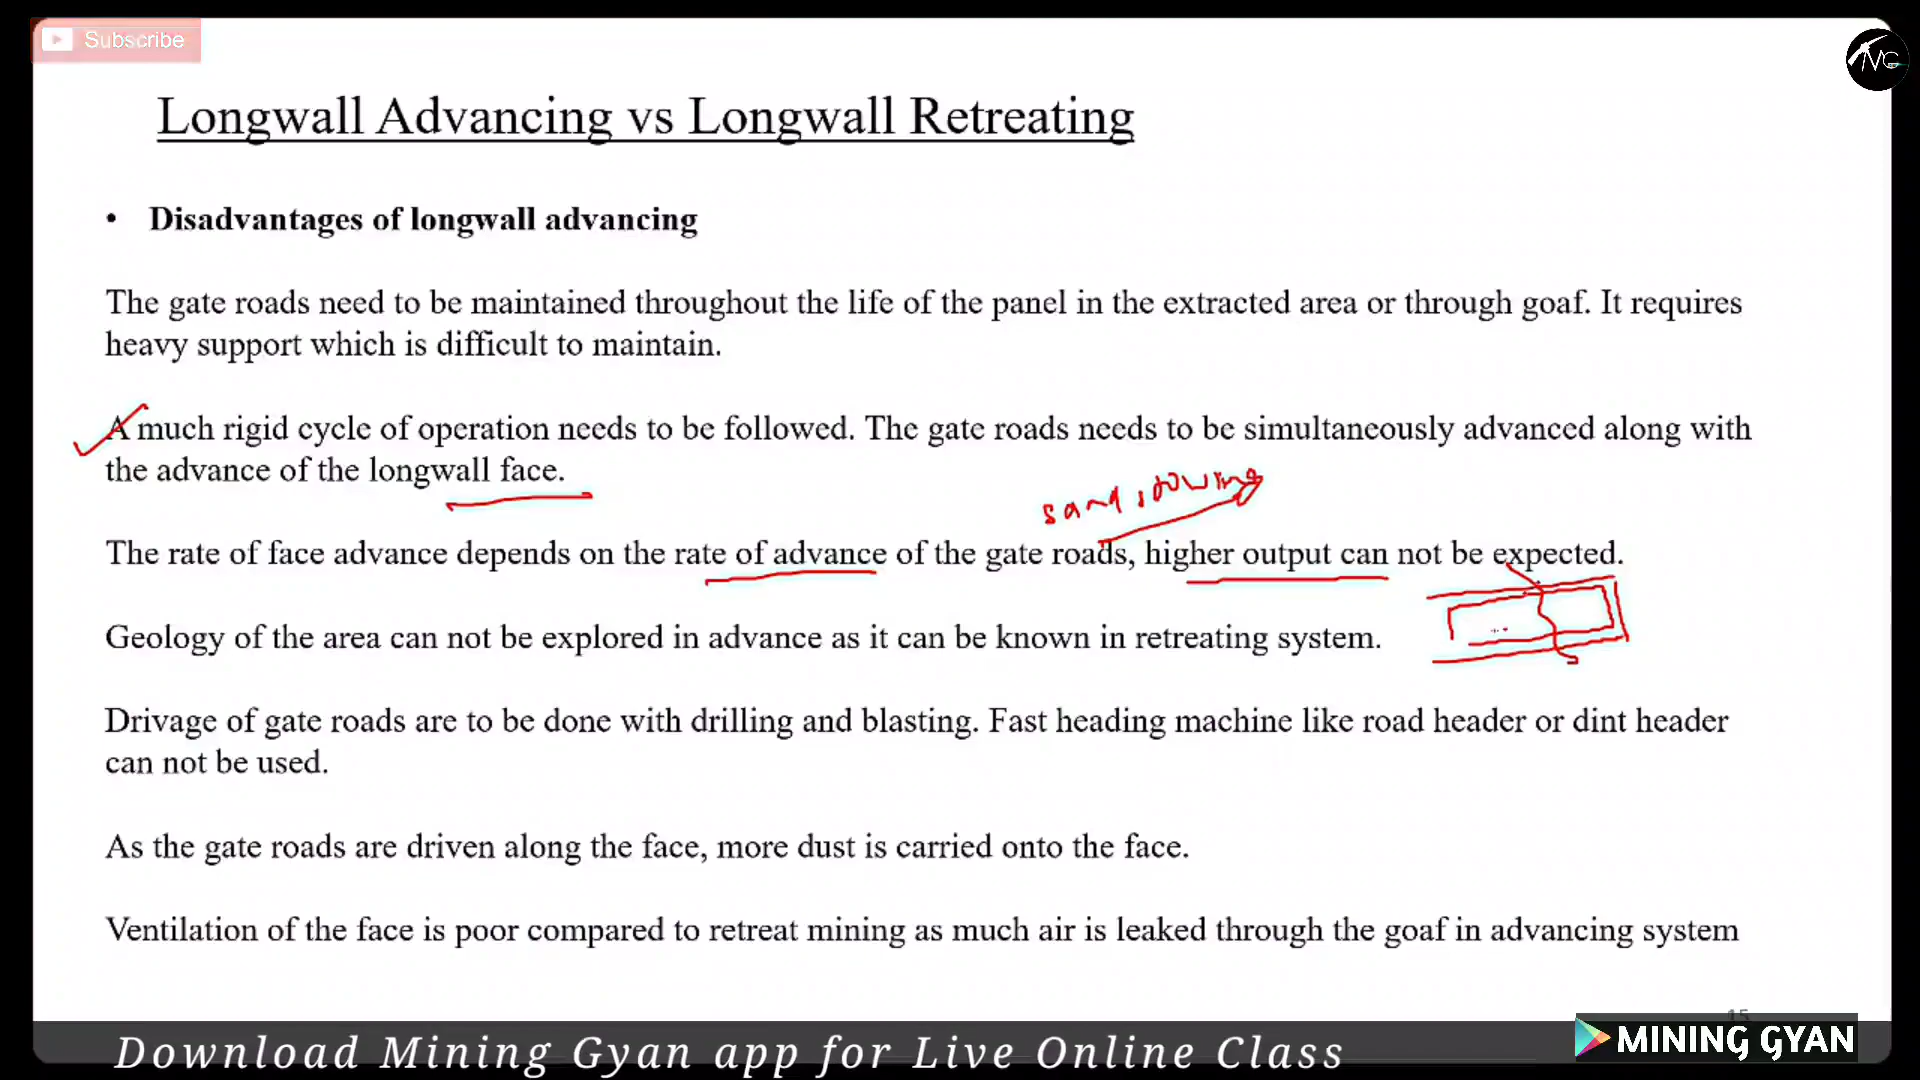 Subscribe
Longwall Advancing vs Longwall Retreating
• Disadvantages of longwall advancing
The gate roads need to be maintained throughout the life of the panel in the extracted area or through goaf. It requires
heavy support which is difficult to maintain.
A much rigid cycle of operation needs to be followed. The gate roads needs to be simultaneously advanced along with
the advance of the longwall face.
sand stowing
The rate of face advance depends on the rate of advance of the gate roads, higher output can not be expected.
Geology of the area can not be explored in advance as it can be known in retreating system.
Drivage of gate roads are to be done with drilling and blasting. Fast heading machine like road header or dint header
can not be used.
As the gate roads are driven along the face, more dust is carried onto the face.
Ventilation of the face is poor compared to retreat mining as much air is leaked through the goaf in advancing system
15
Download Mining Gyan app for Live Online Class
MINING GYAN